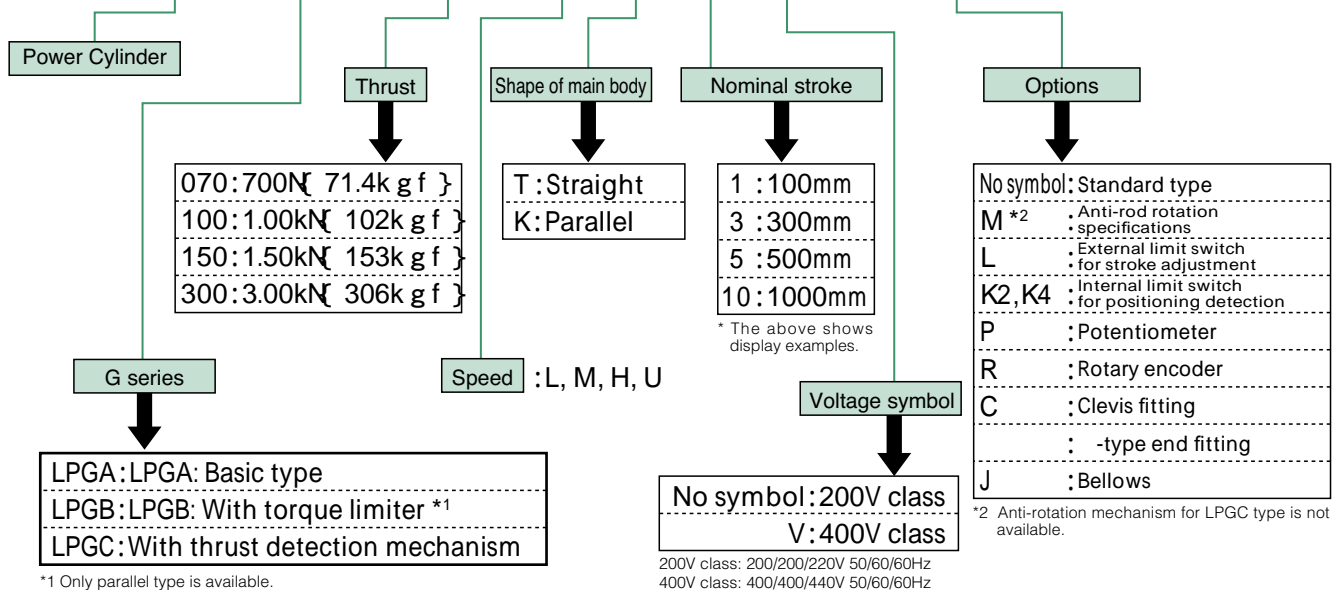 Power Cylinder
Thrust
070:700N{ 71.4kgf }
100:1.00kN{ 102kgf }
150:1.50kN{ 153kgf }
300:3.00kN{ 306kgf }
Shape of main body
T:Straight
K:Parallel
Nominal stroke
1 :100mm
3 :300mm
5 :500mm
10:1000mm
* The above shows
display examples.
Options
No symbol:Standard type
M *2 :Anti-rod rotation
specifications
L :External limit switch
for stroke adjustment
K2,K4 :Internal limit switch
for positioning detection
P :Potentiometer
R :Rotary encoder
C :Clevis fitting
: -type end fitting
J :Bellows
*2 Anti-rotation mechanism for LPGC type is not
available.
G series
LPGA:LPGA: Basic type
LPGB:LPGB: With torque limiter *1
LPGC:With thrust detection mechanism
*1 Only parallel type is available.
Speed :L, M, H, U
Voltage symbol
No symbol:200V class
V:400V class
200V class: 200/200/220V 50/60/60Hz
400V class: 400/400/440V 50/60/60Hz